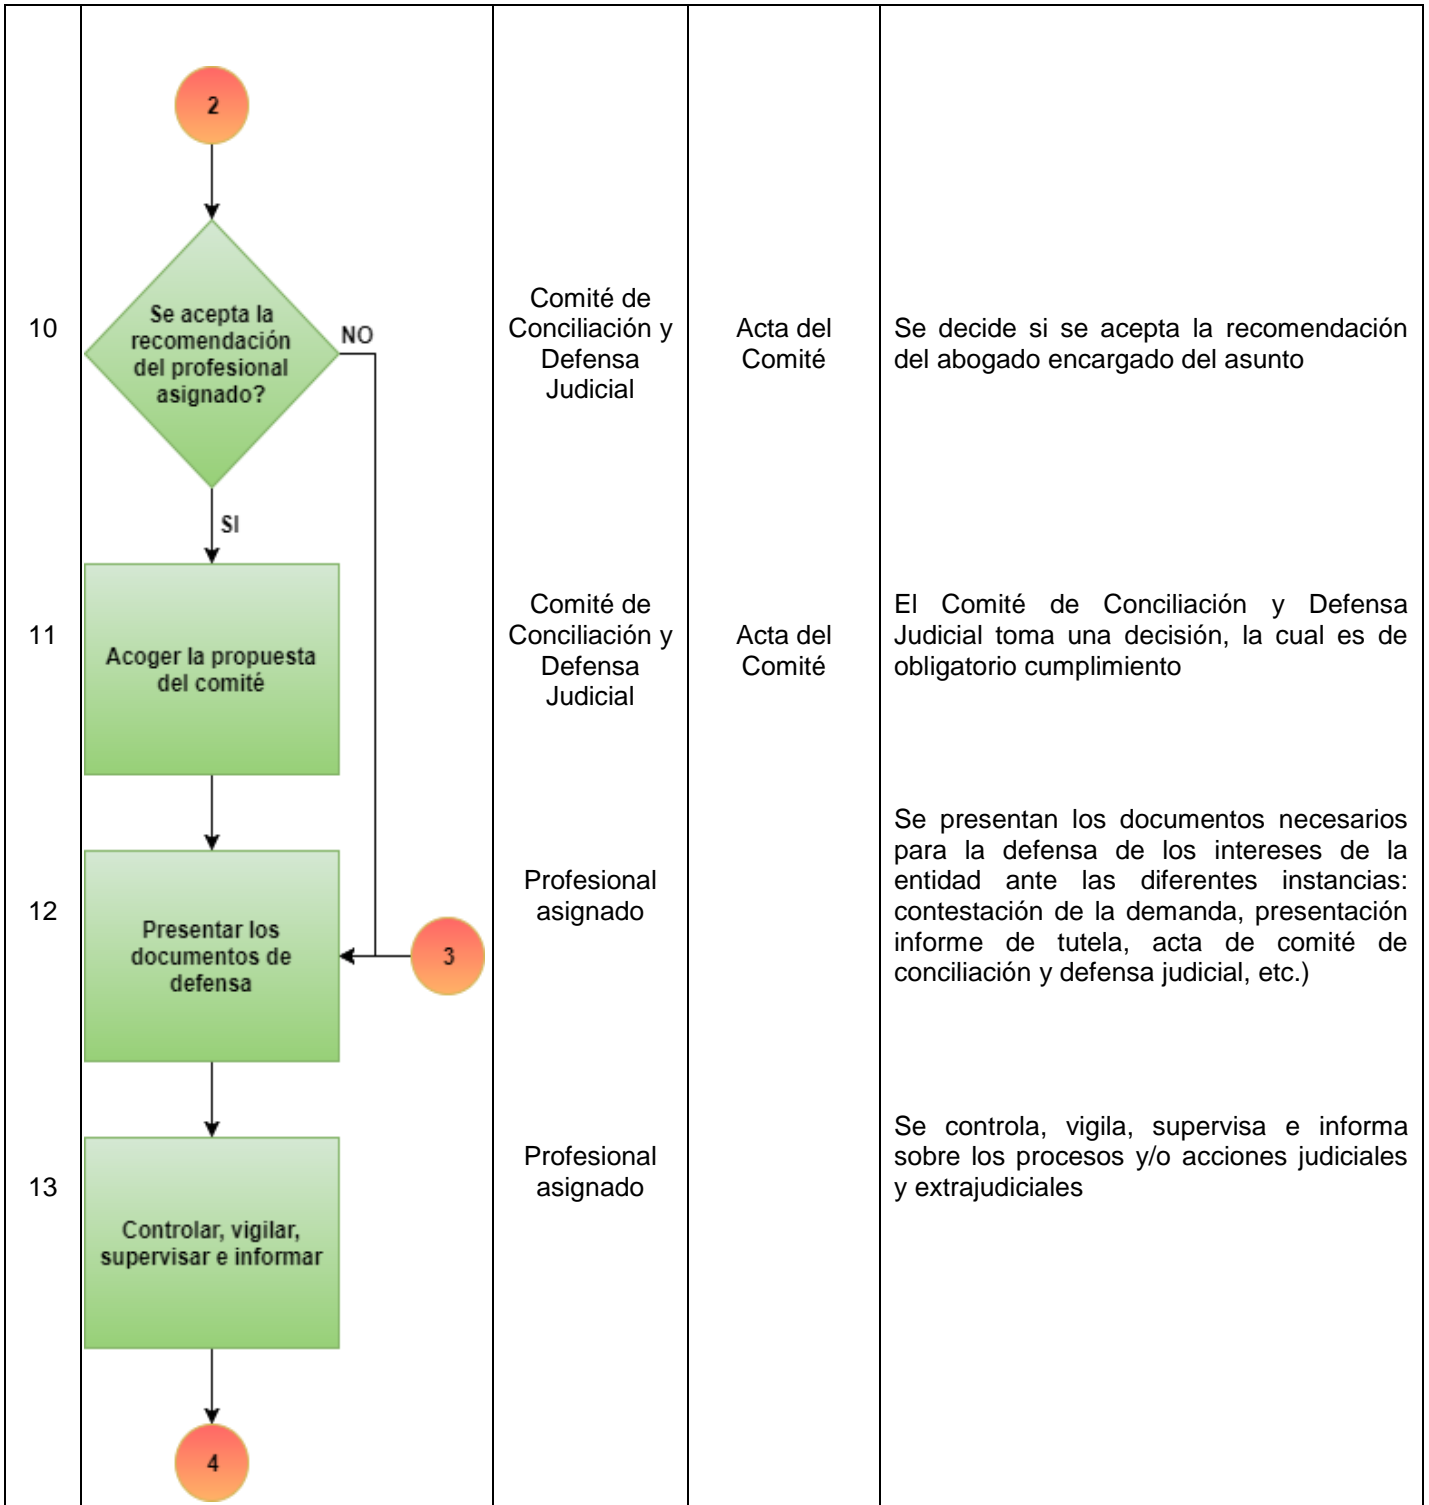 2
10
Se acepta la
recomendación
del profesional
asignado?
NO
SI
Comité de
Conciliación y
Defensa
Judicial
Acta del
Comité
Se decide si se acepta la recomendación
del abogado encargado del asunto
11
Acoger la propuesta
del comité
Comité de
Conciliación y
Defensa
Judicial
Acta del
Comité
El Comité de Conciliación y Defensa
Judicial toma una decisión, la cual es de
obligatorio cumplimiento
12
Presentar los
documentos de
defensa
3
Profesional
asignado
Se presentan los documentos necesarios
para la defensa de los intereses de la
entidad ante las diferentes instancias:
contestación de la demanda, presentación
informe de tutela, acta de comité de
conciliación y defensa judicial, etc.)
13
Controlar, vigilar,
supervisar e informar
Profesional
asignado
Se controla, vigila, supervisa e informa
sobre los procesos y/o acciones judiciales
y extrajudiciales
4